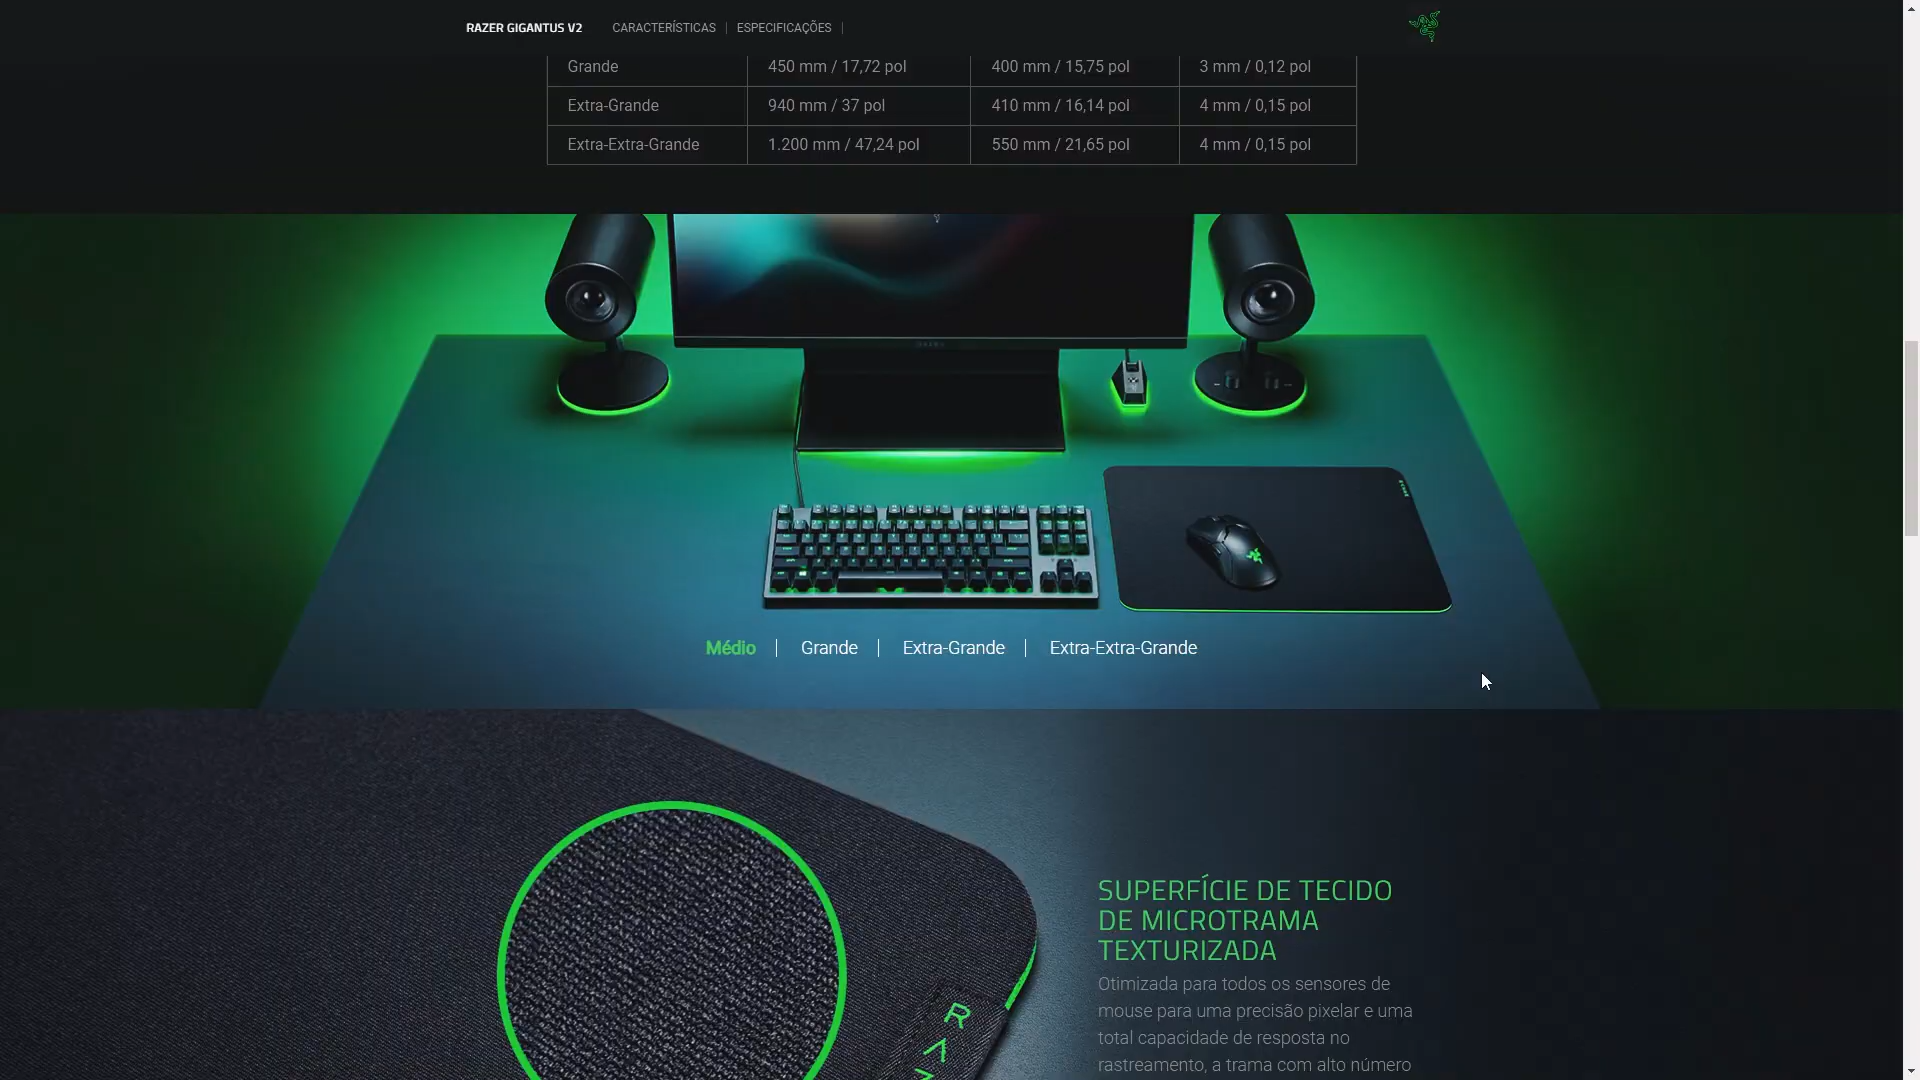 RAZER GIGANTUS V2 CARACTERÍSTICAS | ESPECIFICAÇÕES |
Grande 450 mm / 17,72 pol 400 mm / 15,75 pol 3 mm / 0,12 pol
Extra-Grande 940 mm / 37 pol 410 mm / 16,14 pol 4 mm / 0,15 pol
Extra-Extra-Grande 1.200 mm / 47,24 pol 550 mm / 21,65 pol 4 mm / 0,15 pol
Médio | Grande | Extra-Grande | Extra-Extra-Grande
SUPERFÍCIE DE TECIDO
DE MICROTRAMA
TEXTURIZADA
Otimizada para todos os sensores de
mouse para uma precisão pixelar e uma
total capacidade de resposta no
rastreamento, a trama com alto número